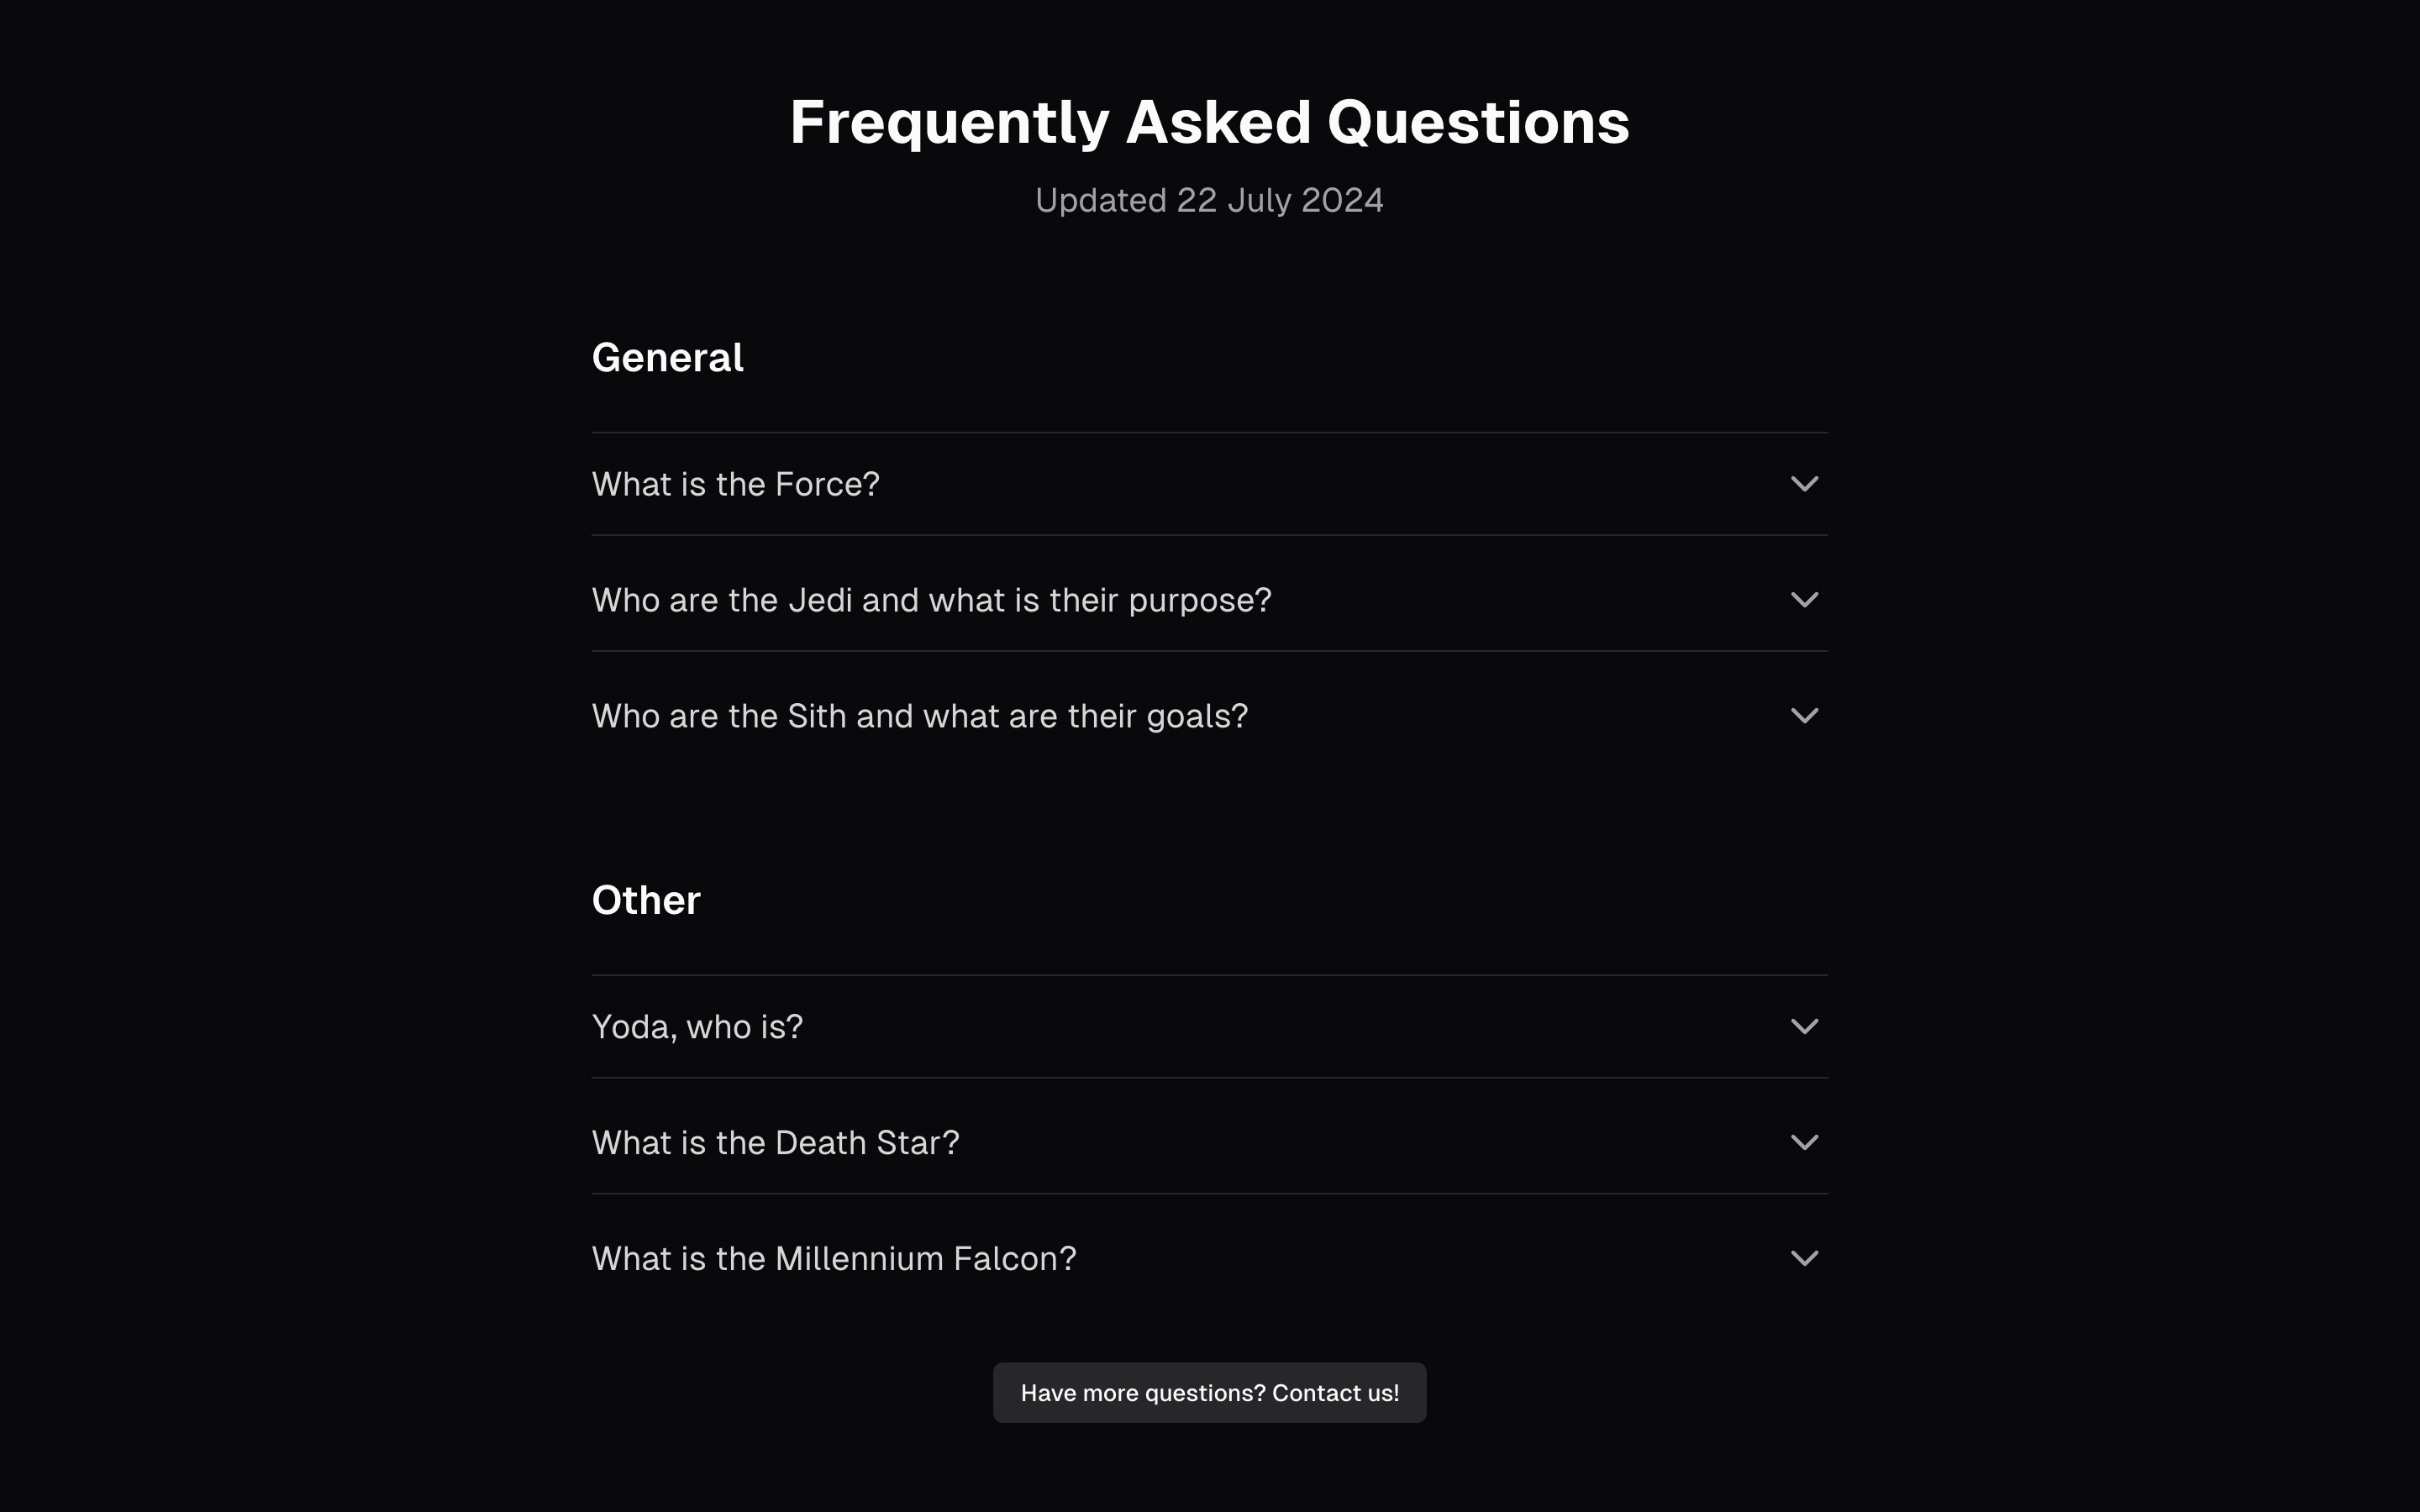 Frequently Asked Questions
Updated 22 July 2024
General
What is the Force?
Who are the Jedi and what is their purpose?
Who are the Sith and what are their goals?
Other
Yoda, who is?
What is the Death Star?
What is the Millennium Falcon?
Have more questions? Contact us!